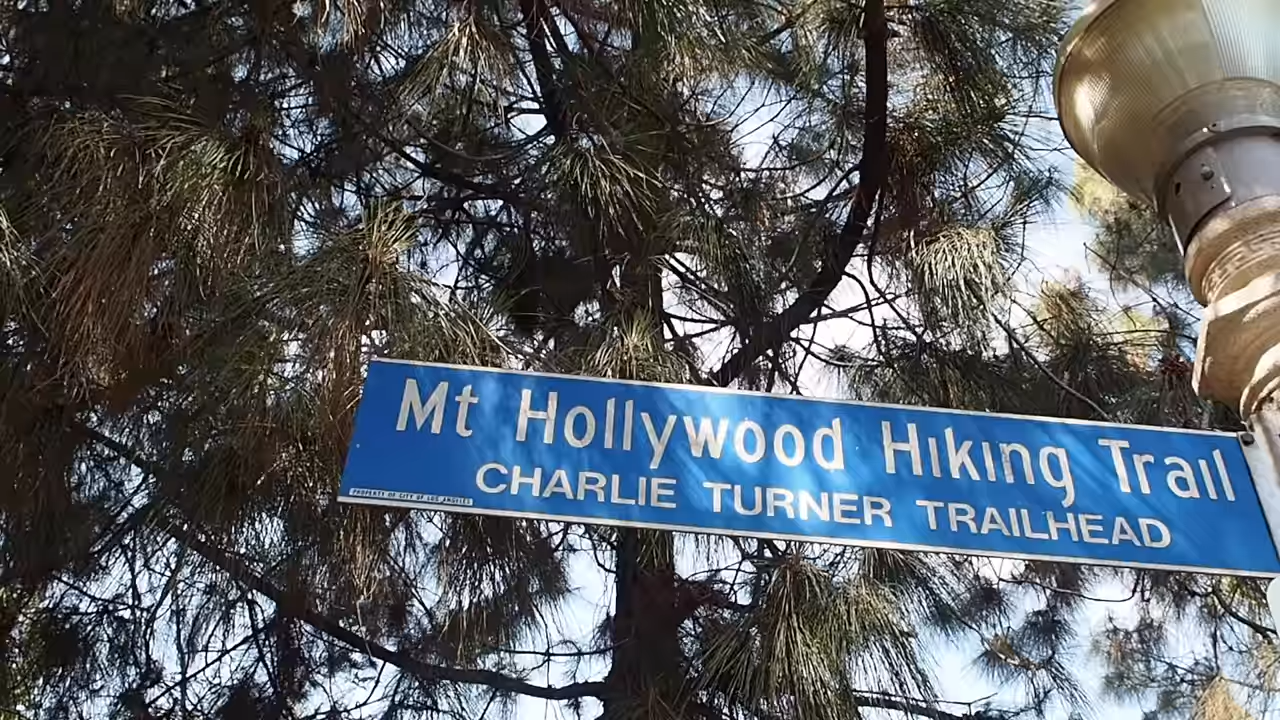 Mt Hollywood Hiking Trail
CHARLIE TURNER TRAILHEAD
PROPERTY OF CITY OF LOS ANGELES